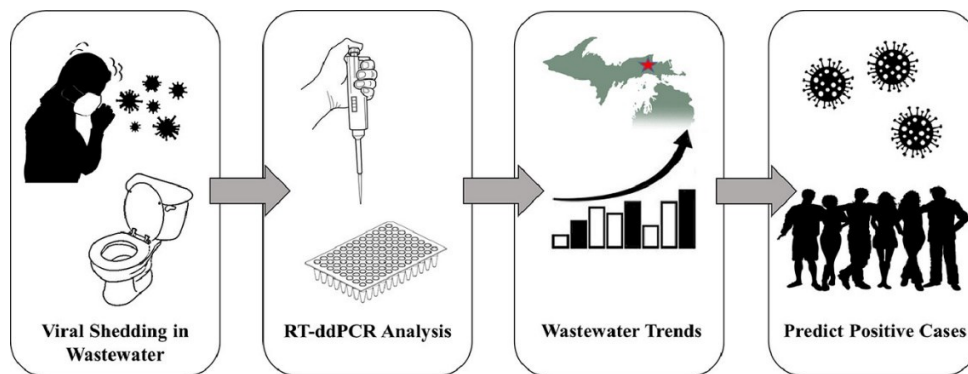 Viral Shedding in
Wastewater
RT-ddPCR Analysis
Wastewater Trends
Predict Positive Cases